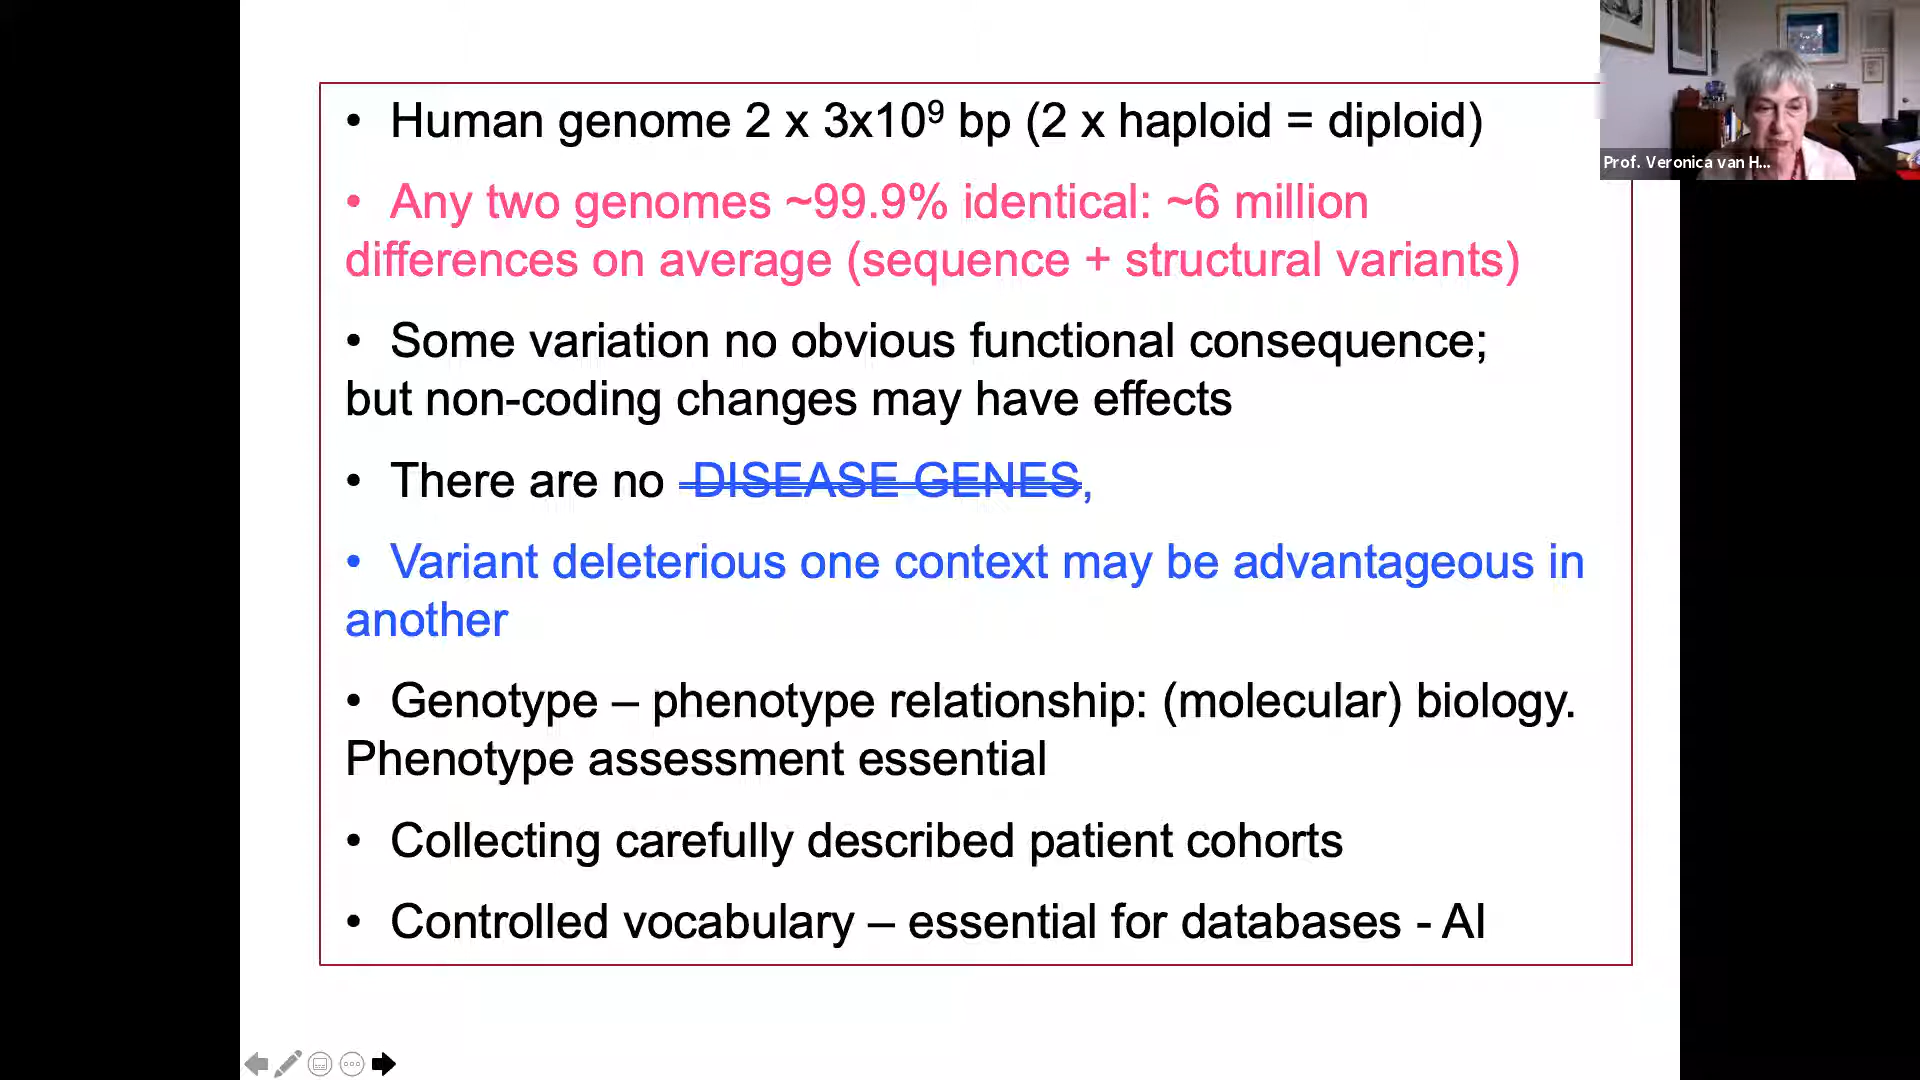 • Human genome 2 x 3x10⁹ bp (2 x haploid = diploid)
• Any two genomes ~99.9% identical: ~6 million
differences on average (sequence + structural variants)
• Some variation no obvious functional consequence;
but non-coding changes may have effects
• There are no DISEASE GENES,
• Variant deleterious one context may be advantageous in
another
• Genotype – phenotype relationship: (molecular) biology.
Phenotype assessment essential
• Collecting carefully described patient cohorts
• Controlled vocabulary – essential for databases - AI
Prof. Veronica van H...